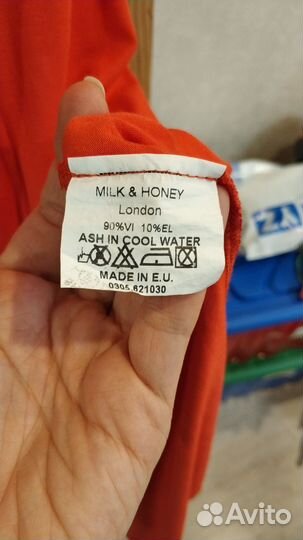 MILK & HONEY
London
90%VI 10%EL
ASH IN COOL WATER
MADE IN E.U.
0305.621030
Avito